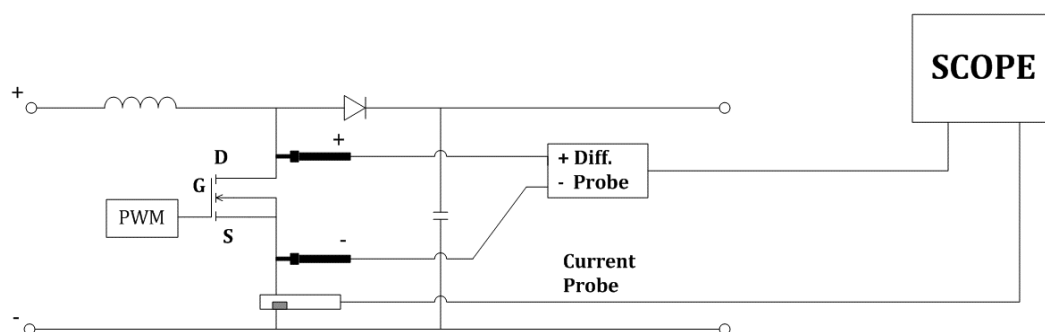 SCOPE
+
+
D
+ Diff.
- Probe
G
PWM
S
-
Current
Probe
-